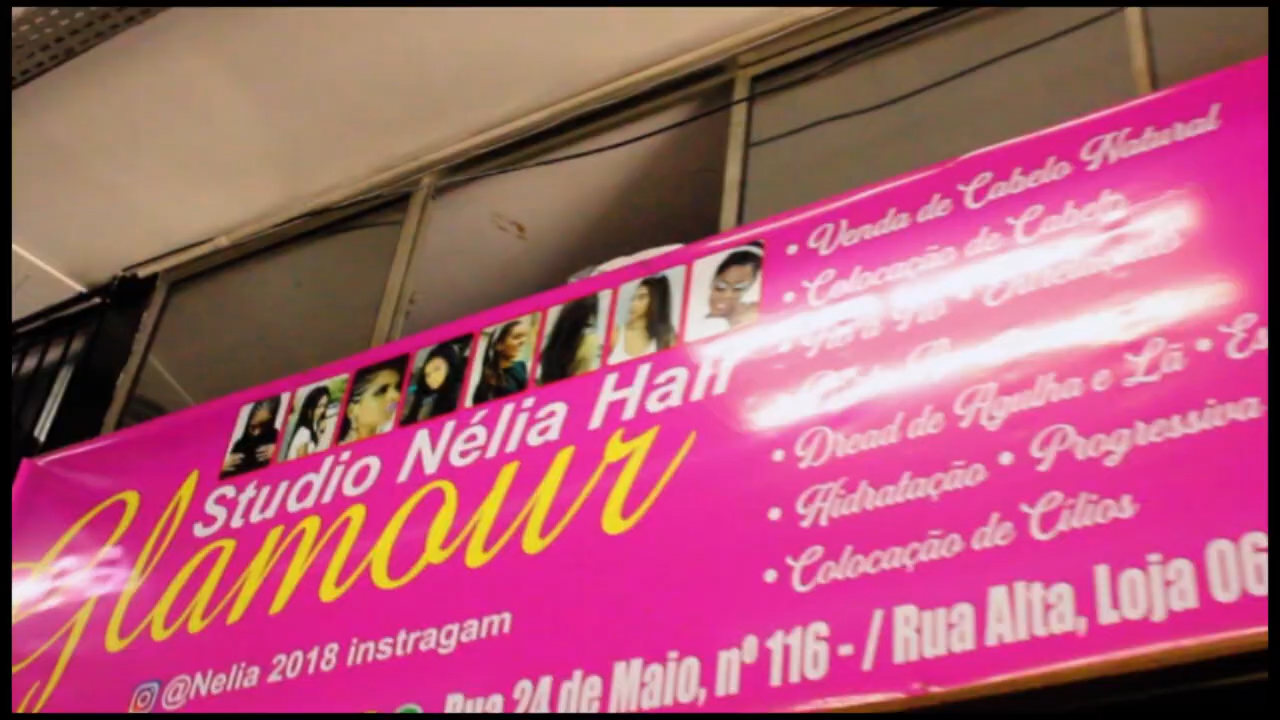 Studio Nélia Hair
Glamour
@Nelia 2018 instragam
• Venda de Cabelo Natural
• Colocação de Cabelo
• Dread de Agulha e Lã • Es
• Hidratação • Progressiva
• Colocação de Cílios
Rua 24 de Maio, nº 116 - / Rua Alta, Loja 06